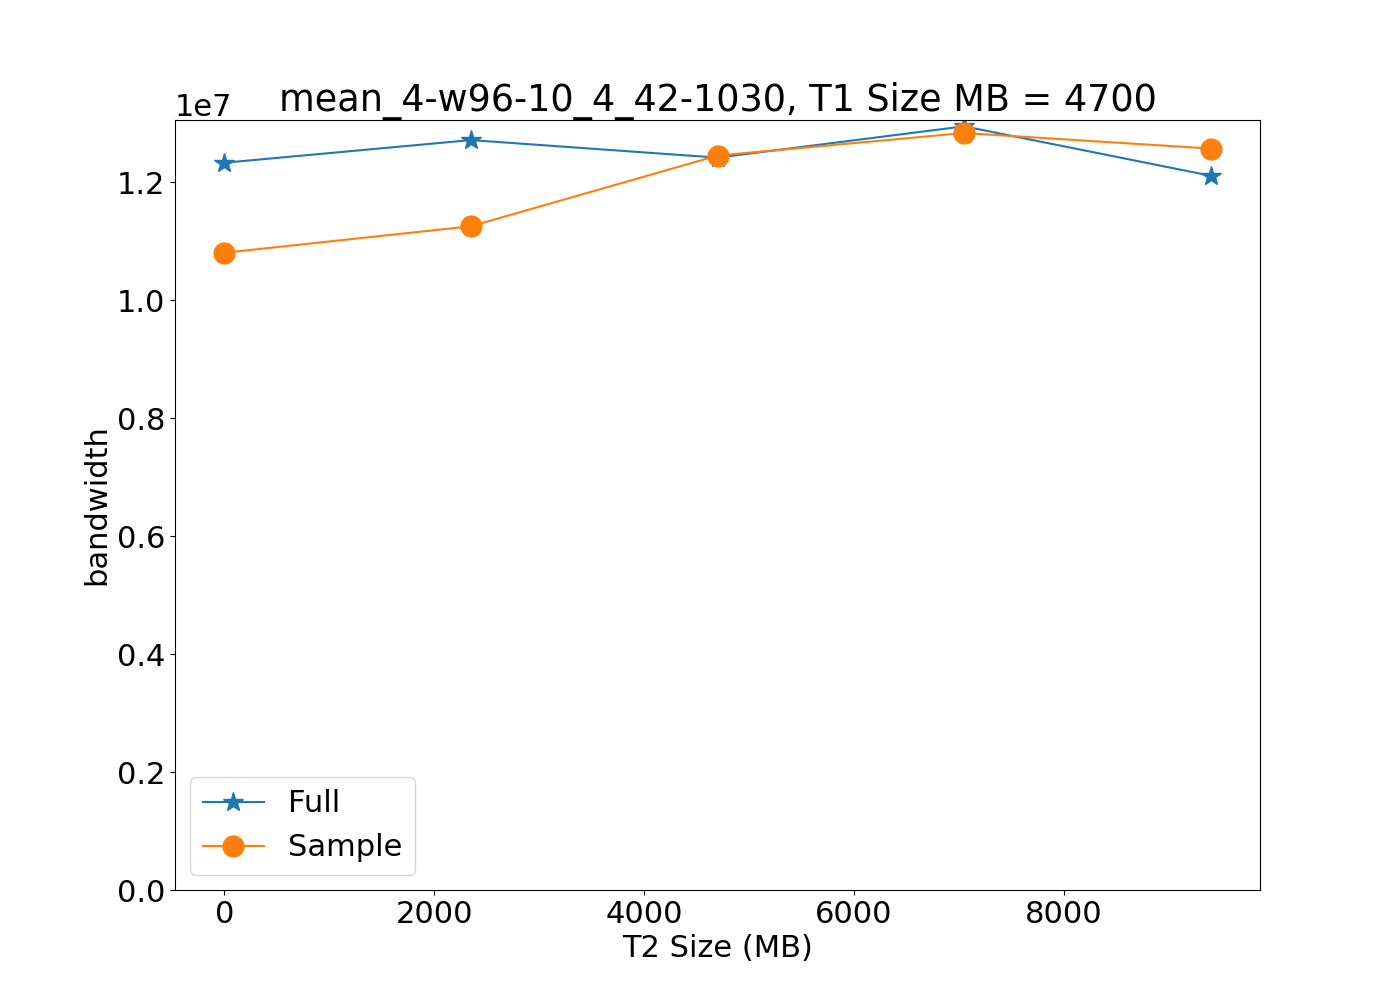 mean_4-w96-10_4_42-1030, T1 Size MB = 4700
1e7
1.2
1.0
0.8
0.6
0.4
0.2
0.0
bandwidth
Full
Sample
0 2000 4000 6000 8000
T2 Size (MB)